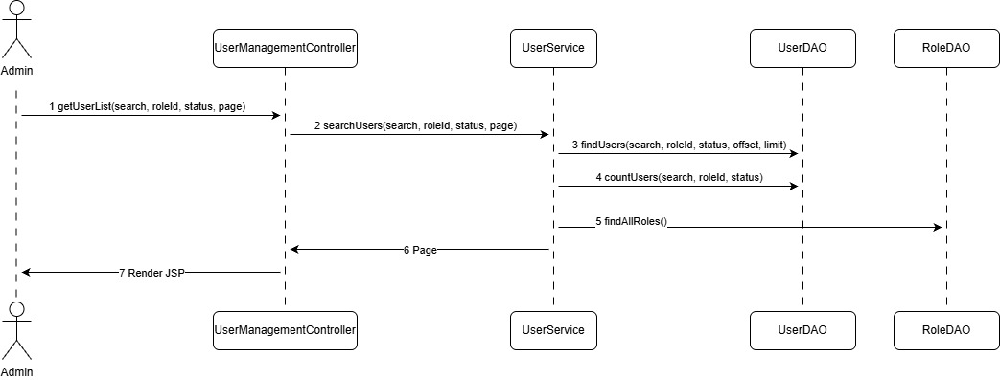 Admin
UserManagementController
UserService
UserDAO
RoleDAO
1 getUserList(search, roleId, status, page)
2 searchUsers(search, roleId, status, page)
3 findUsers(search, roleId, status, offset, limit)
4 countUsers(search, roleId, status)
5 findAllRoles()
6 Page
7 Render JSP
UserManagementController
UserService
UserDAO
RoleDAO
Admin